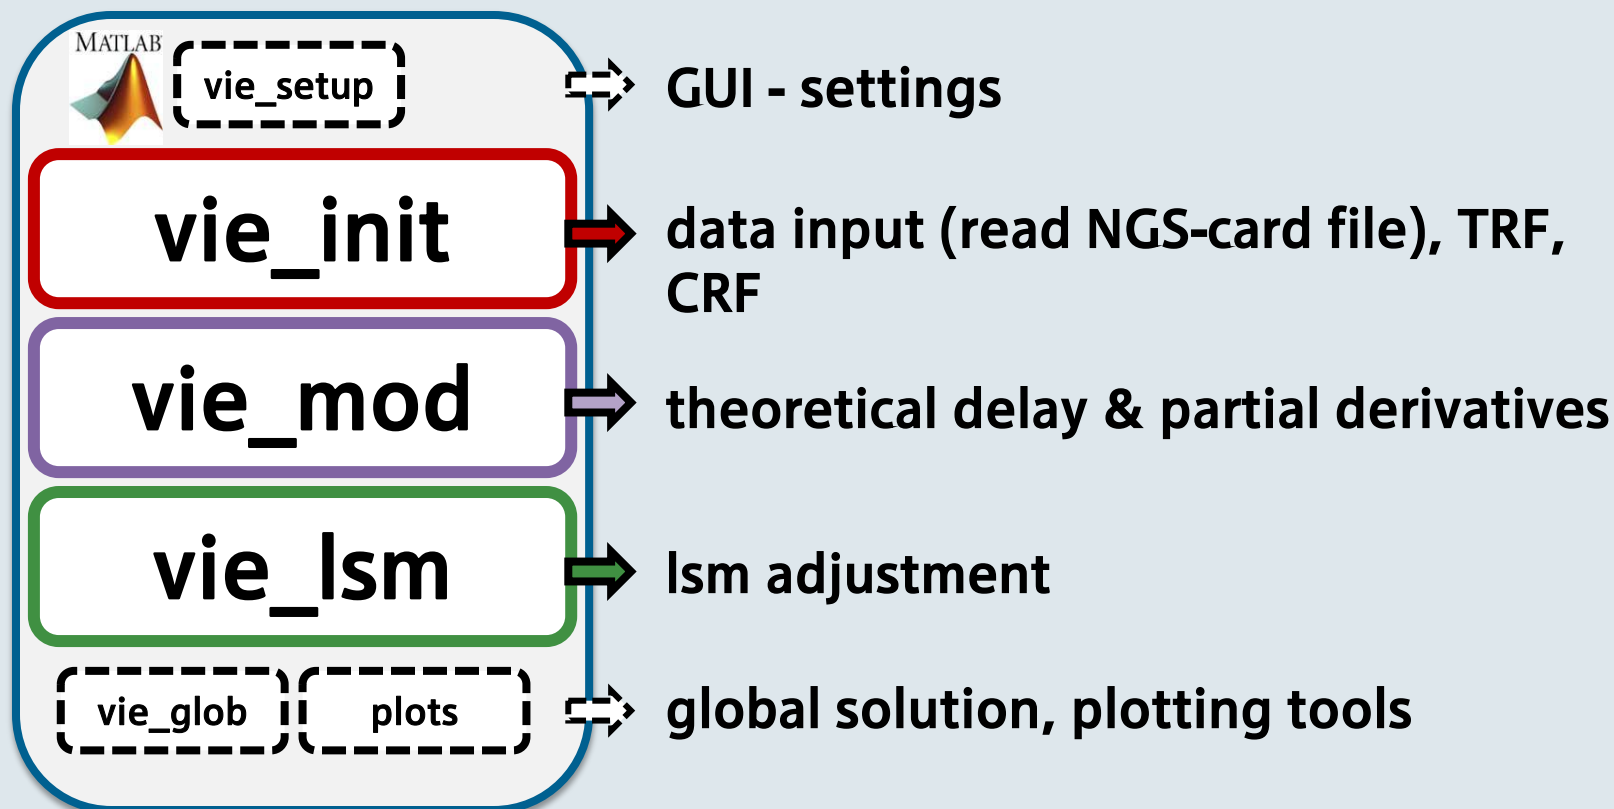 MATLAB
vie_setup
GUI - settings
vie_init
data input (read NGS-card file), TRF,
CRF
vie_mod
theoretical delay & partial derivatives
vie_lsm
lsm adjustment
vie_glob
plots
global solution, plotting tools